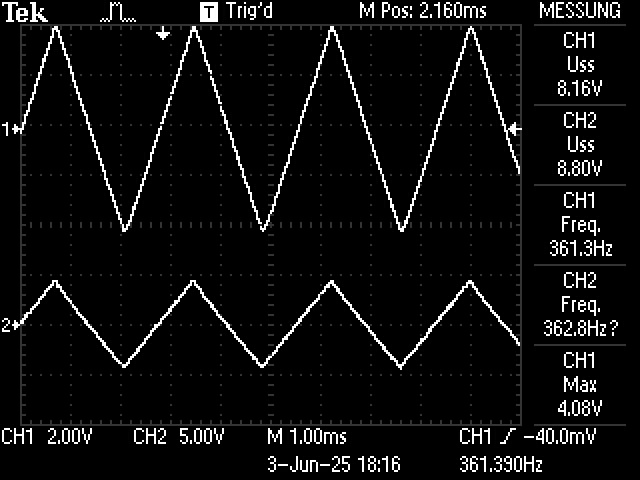 Tek T Trig'd M Pos: 2.160ms MESSUNG
CH1
Uss
8.16V
CH2
Uss
8.80V
CH1
Freq.
361.3Hz
CH2
Freq.
362.8Hz?
CH1
Max
4.08V
1
2
CH1 2.00V CH2 5.00V M 1.00ms CH1 -40.0mV
3-Jun-25 18:16 361.390Hz